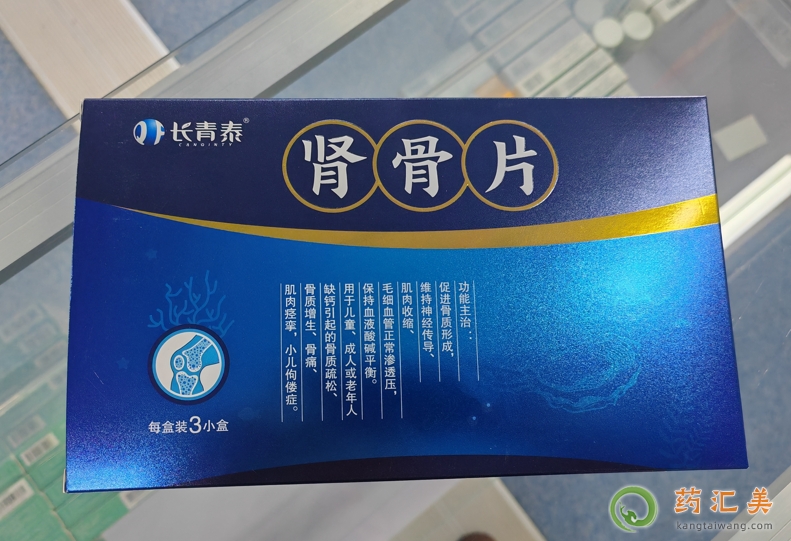 长青泰®
CANQINTY
肾骨片
功能主治：
促进骨质形成，
维持神经传导、
肌肉收缩、
毛细血管正常渗透压，
保持血液酸碱平衡。
用于儿童、成人或老年人
缺钙引起的骨质疏松、
骨质增生、骨痛、
肌肉痉挛，小儿佝偻症。
每盒装3小盒
药汇美
kangtaiwang.com